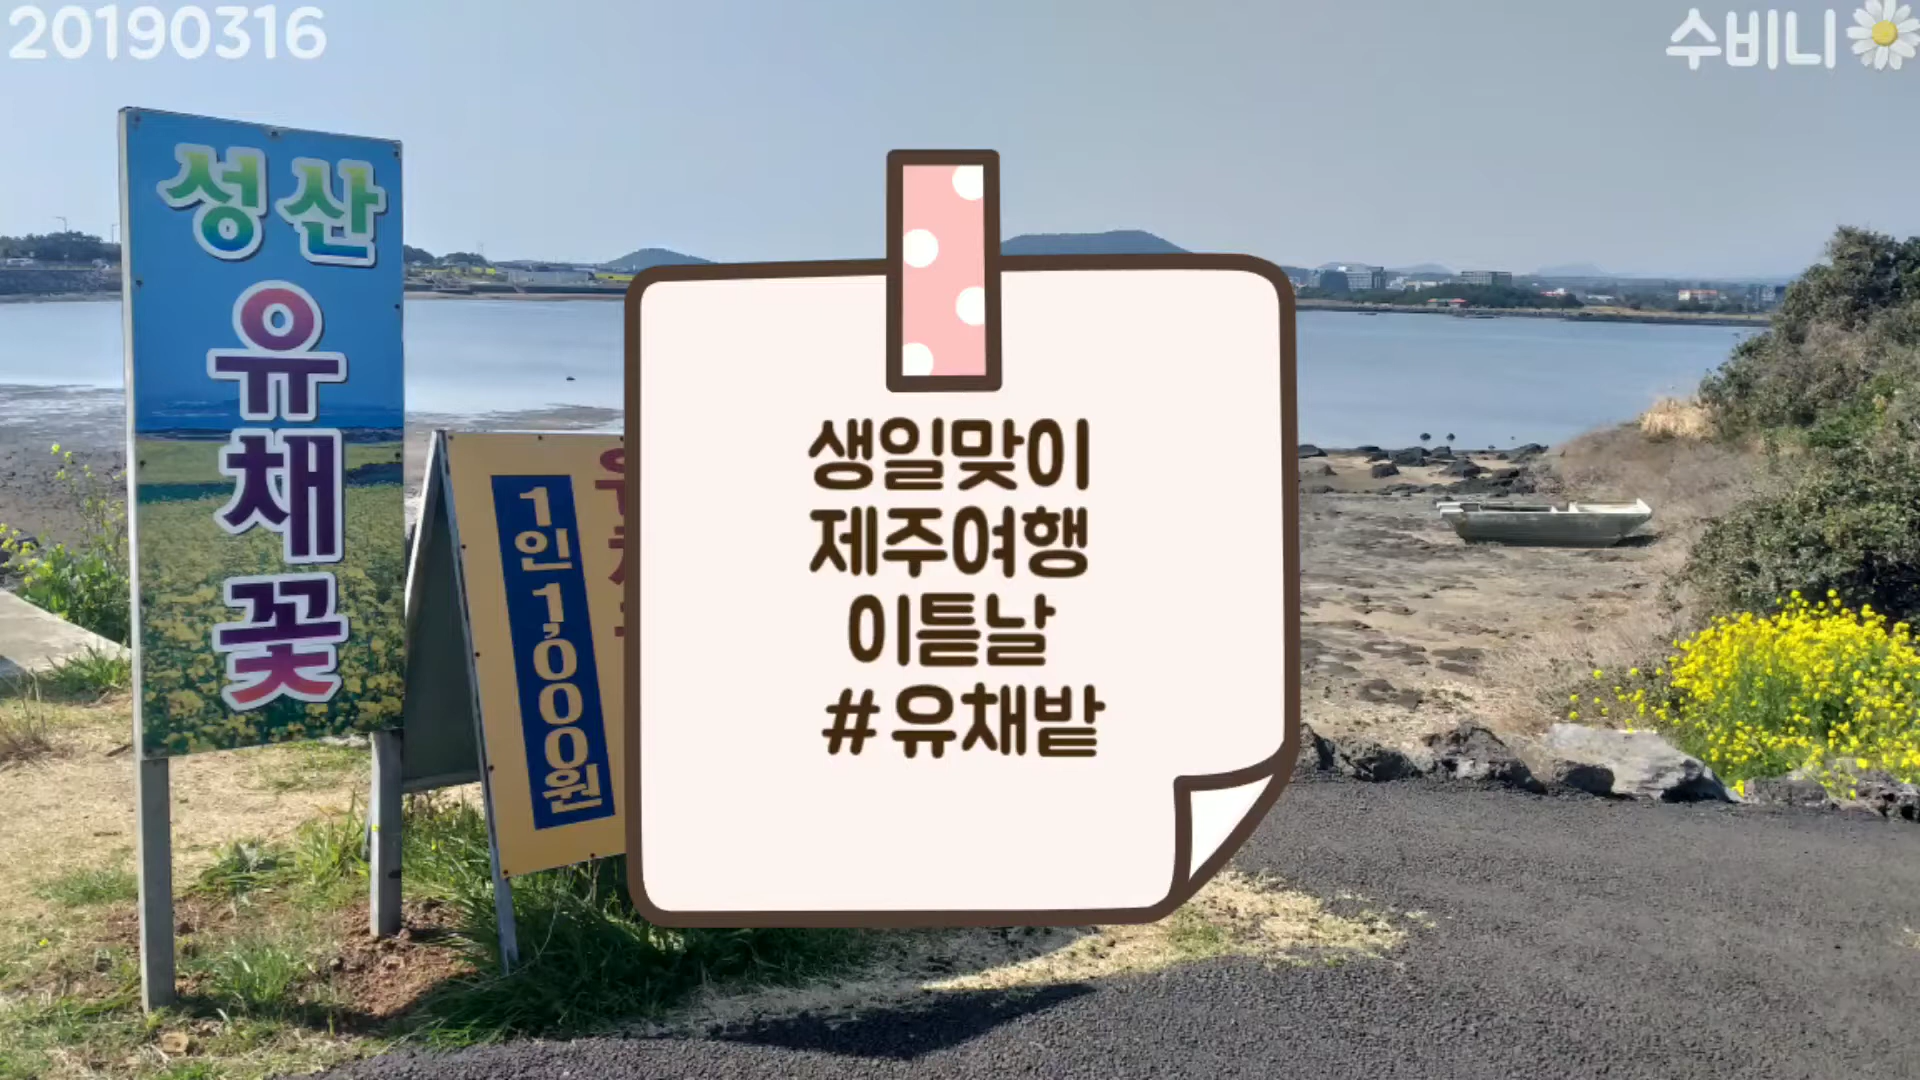 20190316
수비니
성산
유채꽃
1인 1,000원
생일맞이
제주여행
이튿날
#유채밭